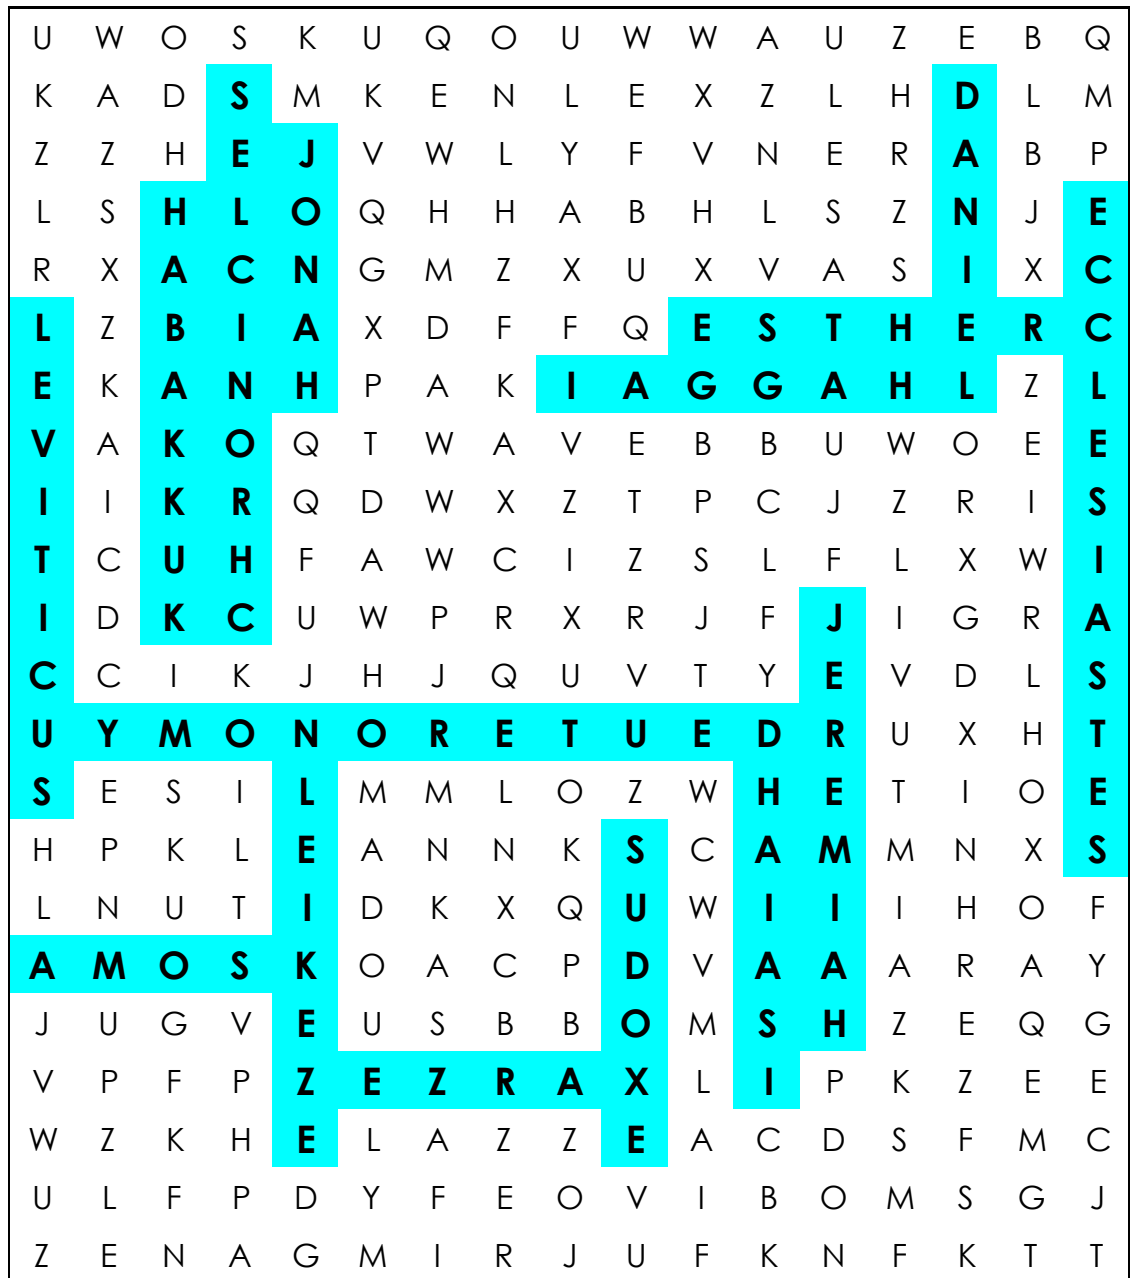 U W O S K U Q O U W W A U Z E B Q
K A D S M K E N L E X Z L H D L M
Z Z H E J V W L Y F V N E R A B P
L S H L O Q H H A B H L S Z N J E
R X A C N G M Z X U X V A S I X C
L Z B I A X D F F Q E S T H E R C
E K A N H P A K I A G G A H L Z L
V A K O Q T W A V E B B U W O E E
I I K R Q D W X Z T P C J Z R I S
T C U H F A W C I Z S L F L X W I
I D K C U W P R X R J F J I G R A
C C I K J H J Q U V T Y E V D L S
U Y M O N O R E T U E D R U X H T
S E S I L M M L O Z W H E T I O E
H P K L E A N N K S C A M M N X S
L N U T I D K X Q U W I I I H O F
A M O S K O A C P D V A A A R A Y
J U G V E U S B B O M S H Z E Q G
V P F P Z E Z R A X L I P K Z E E
W Z K H E L A Z Z E A C D S F M C
U L F P D Y F E O V I B O M S G J
Z E N A G M I R J U F K N F K T T